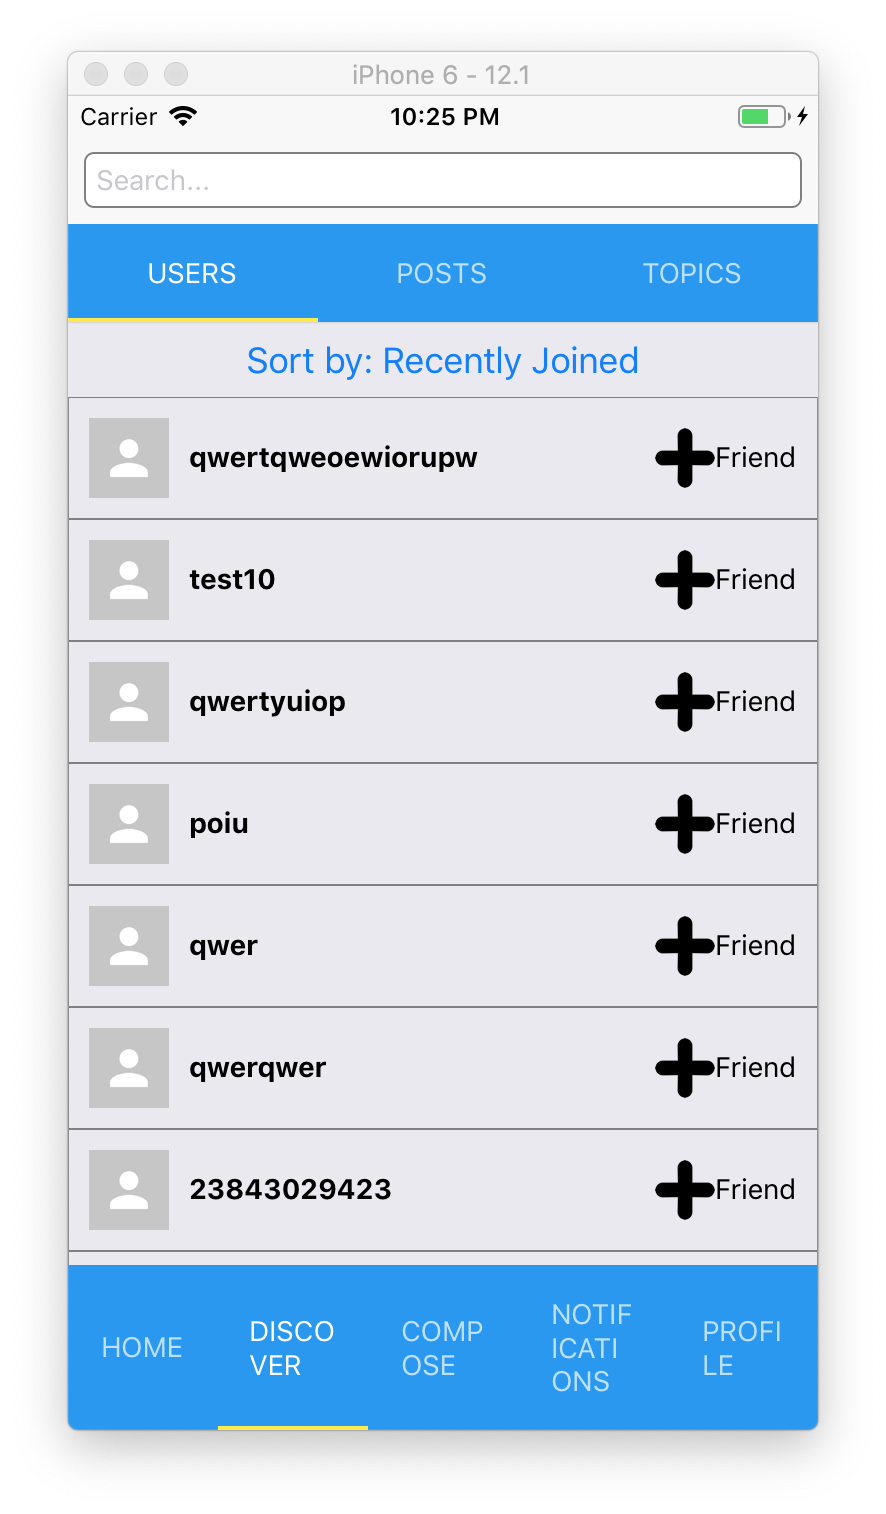 iPhone 6 - 12.1
Carrier 10:25 PM
Search...
USERS POSTS TOPICS
Sort by: Recently Joined
qwertqweoewiorupw Friend
test10 Friend
qwertyuiop Friend
poiu Friend
qwer Friend
qwerqwer Friend
23843029423 Friend
HOME
DISCO
VER
COMP
OSE
NOTIF
ICATI
ONS
PROFI
LE